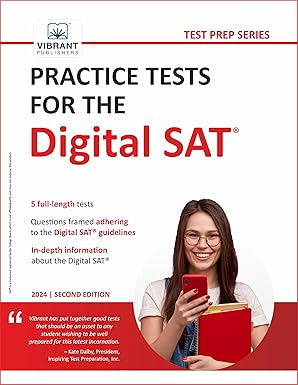 VIBRANT
PUBLISHERS
TEST PREP SERIES
PRACTICE TESTS
FOR THE
Digital SAT®
5 full-length tests
Questions framed adhering
to the Digital SAT® guidelines
In-depth information
about the Digital SAT®
2024 | SECOND EDITION
“
Vibrant has put together good tests
that should be an asset to any
student wishing to be well
prepared for this latest incarnation.
– Kate Dalby, President,
Inspiring Test Preparation, Inc.